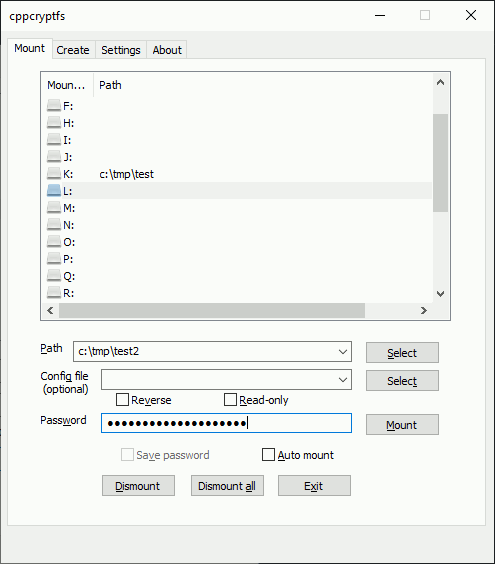 cppcryptfs
Mount Create Settings About
Moun... Path
F:
H:
I:
J:
K: c:\tmp\test
L:
M:
N:
O:
P:
Q:
R:
Path c:\tmp\test2 Select
Config file
(optional) Select
Reverse Read-only
Password ●●●●●●●●●●●●●●●●●●●● Mount
Save password Auto mount
Dismount Dismount all Exit